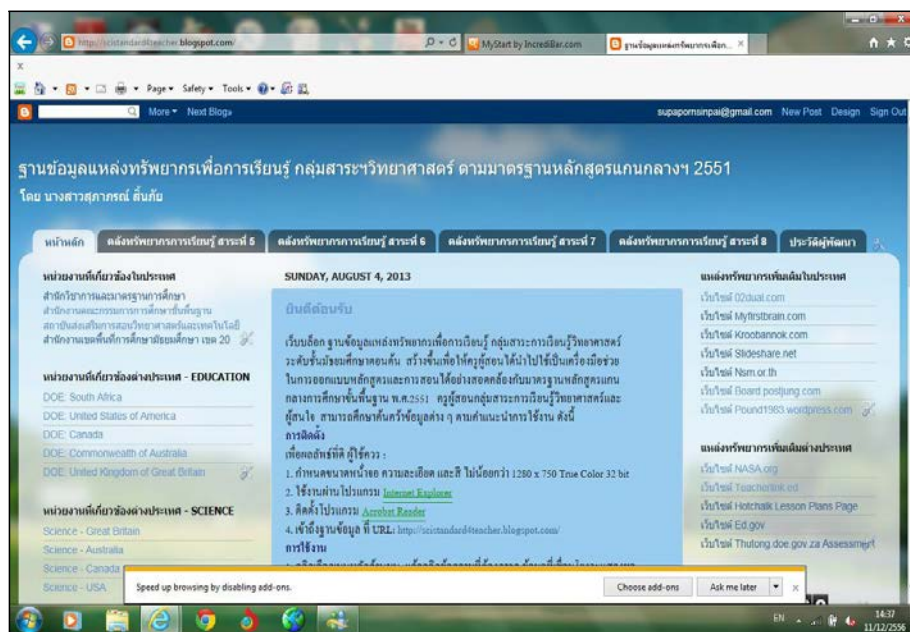 http://scistandard4teacher.blogspot.com/
MyStart by IncrediBar.com
ฐานข้อมูลแหล่งทรัพยากรเพื่อก...
x
Page Safety Tools
More Next Blog»
supapornsinpai@gmail.com New Post Design Sign Out
ฐานข้อมูลแหล่งทรัพยากรเพื่อการเรียนรู้ กลุ่มสาระฯวิทยาศาสตร์ ตามมาตรฐานหลักสูตรแกนกลางฯ 2551
โดย นางสาวสุภาภรณ์ สิ้นภัย
หน้าหลัก
คลังทรัพยากรการเรียนรู้ สาระที่ 5
คลังทรัพยากรการเรียนรู้ สาระที่ 6
คลังทรัพยากรการเรียนรู้ สาระที่ 7
คลังทรัพยากรการเรียนรู้ สาระที่ 8
ประวัติผู้พัฒนา
หน่วยงานที่เกี่ยวข้องในประเทศ
สำนักวิชาการและมาตรฐานการศึกษา
สำนักงานคณะกรรมการการศึกษาขั้นพื้นฐาน
สถาบันส่งเสริมการสอนวิทยาศาสตร์และเทคโนโลยี
สำนักงานเขตพื้นที่การศึกษามัธยมศึกษา เขต 20
หน่วยงานที่เกี่ยวข้องต่างประเทศ - EDUCATION
DOE: South Africa
DOE: United States of America
DOE: Canada
DOE: Commonwealth of Australia
DOE: United Kingdom of Great Britain
หน่วยงานที่เกี่ยวข้องต่างประเทศ - SCIENCE
Science - Great Britain
Science - Australia
Science - Canada
Science - USA
SUNDAY, AUGUST 4, 2013
ยินดีต้อนรับ
เว็บบล็อก ฐานข้อมูลแหล่งทรัพยากรเพื่อการเรียนรู้ กลุ่มสาระการเรียนรู้วิทยาศาสตร์
ระดับชั้นมัธยมศึกษาตอนต้น สร้างขึ้นเพื่อให้ครูผู้สอนได้นำไปใช้เป็นเครื่องมือช่วย
ในการออกแบบหลักสูตรและการสอนได้อย่างสอดคล้องกับมาตรฐานหลักสูตรแกน
กลางการศึกษาขั้นพื้นฐาน พ.ศ.2551 ครูผู้สอนกลุ่มสาระการเรียนรู้วิทยาศาสตร์และ
ผู้สนใจ สามารถศึกษาค้นคว้าข้อมูลต่าง ๆ ตามคำแนะนำการใช้งาน ดังนี้
การติดตั้ง
เพื่อผลลัพธ์ที่ดี ผู้ใช้ควร :
1. กำหนดขนาดหน้าจอ ความละเอียด และสี ไม่น้อยกว่า 1280 x 750 True Color 32 bit
2. ใช้งานผ่านโปรแกรม Internet Explorer
3. ติดตั้งโปรแกรม Acrobat Reader
4. เข้าถึงฐานข้อมูล ที่ URL: http://scistandard4teacher.blogspot.com/
การใช้งาน
แหล่งทรัพยากรเพิ่มเติมในประเทศ
เว็บไซต์ 02dual.com
เว็บไซต์ Myfirstbrain.com
เว็บไซต์ Kroobannok.com
เว็บไซต์ Slideshare.net
เว็บไซต์ Nsm.or.th
เว็บไซต์ Board.postjung.com
เว็บไซต์ Pound1983.wordpress.com
แหล่งทรัพยากรเพิ่มเติมต่างประเทศ
เว็บไซต์ NASA.org
เว็บไซต์ Teachertok.ed
เว็บไซต์ Hotchalk Lesson Plans Page
เว็บไซต์ Ed.gov
เว็บไซต์ Thutong.doe.gov.za Assessment
Speed up browsing by disabling add-ons.
Choose add-ons
Ask me later
x
EN
14:37
11/12/2556